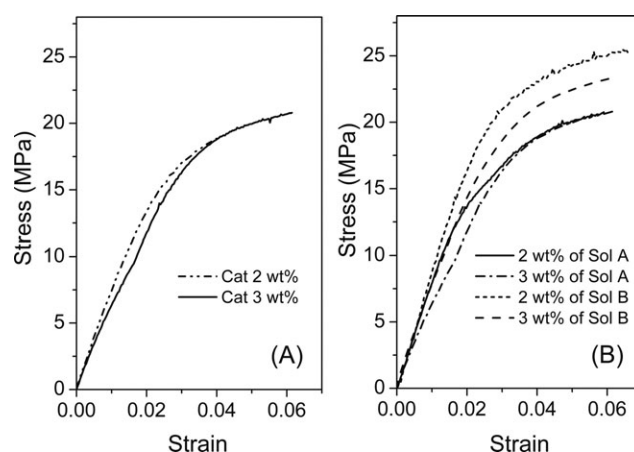 25
20
15
10
5
0
Stress (MPa)
0.00 0.02 0.04 0.06
Strain
Cat 2 wt%
Cat 3 wt%
(A)
25
20
15
10
5
0
Stress (MPa)
0.00 0.02 0.04 0.06
Strain
2 wt% of Sol A
3 wt% of Sol A
2 wt% of Sol B
3 wt% of Sol B
(B)